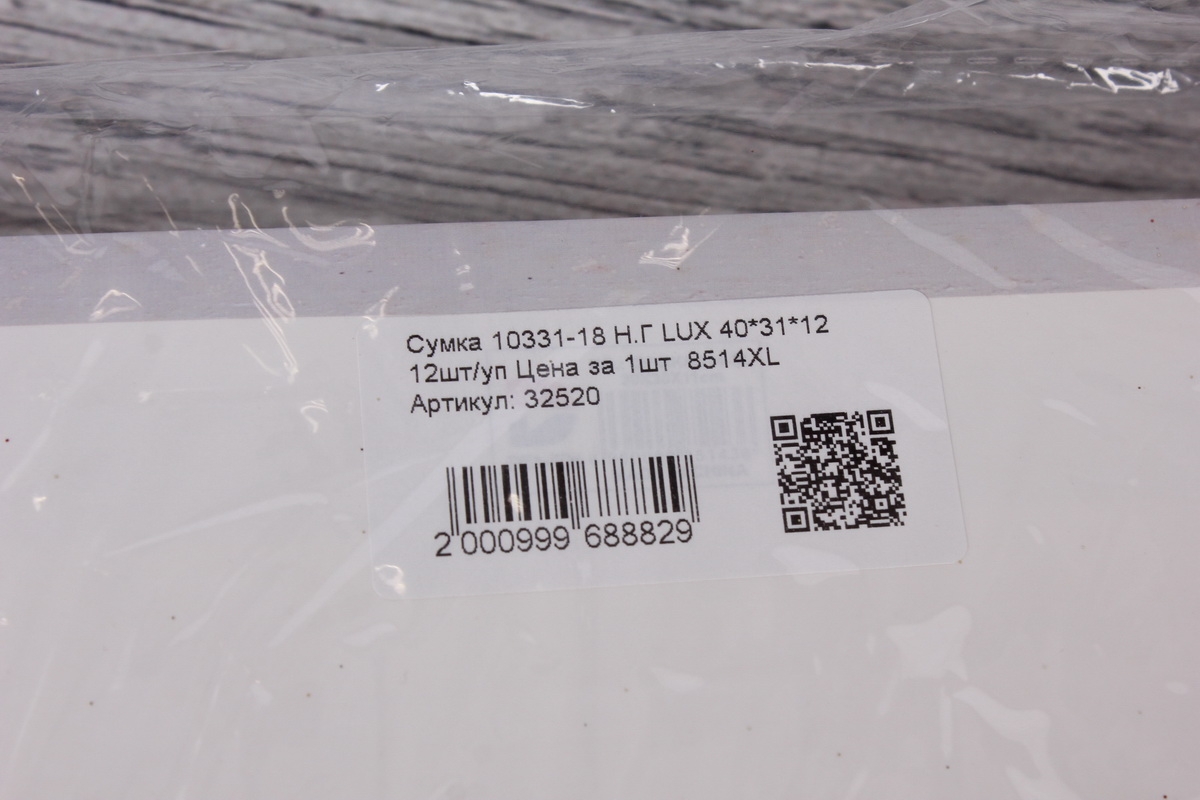 Сумка 10331-18 Н.Г LUX 40*31*12
12шт/уп Цена за 1шт 8514XL
Артикул: 32520
2 000999 688829